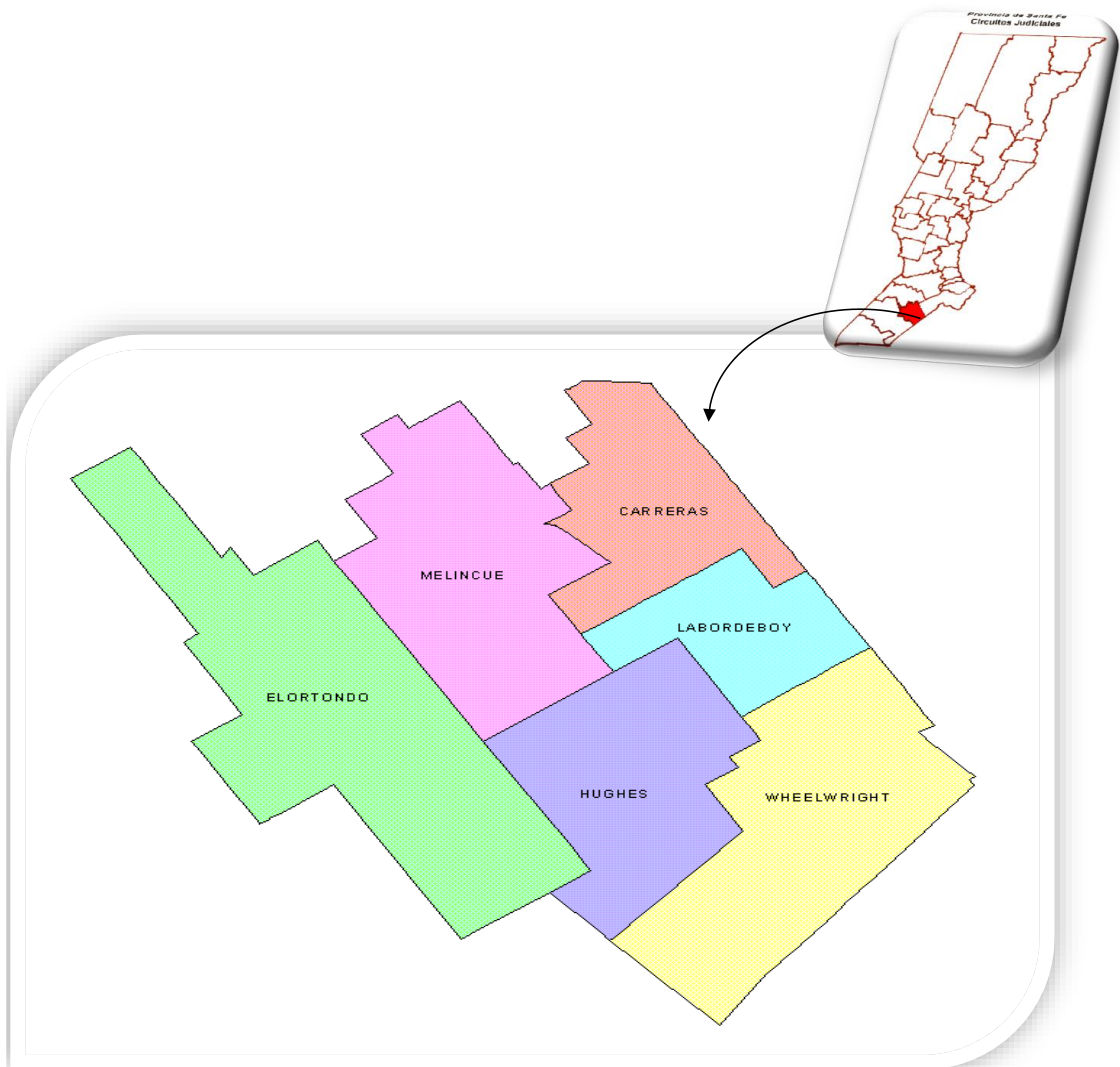 Provincia de Santa Fe
Circuitos Judiciales
CARRERAS
MELINCUE
LABORDEBOY
ELORTONDO
HUGHES
WHEELWRIGHT